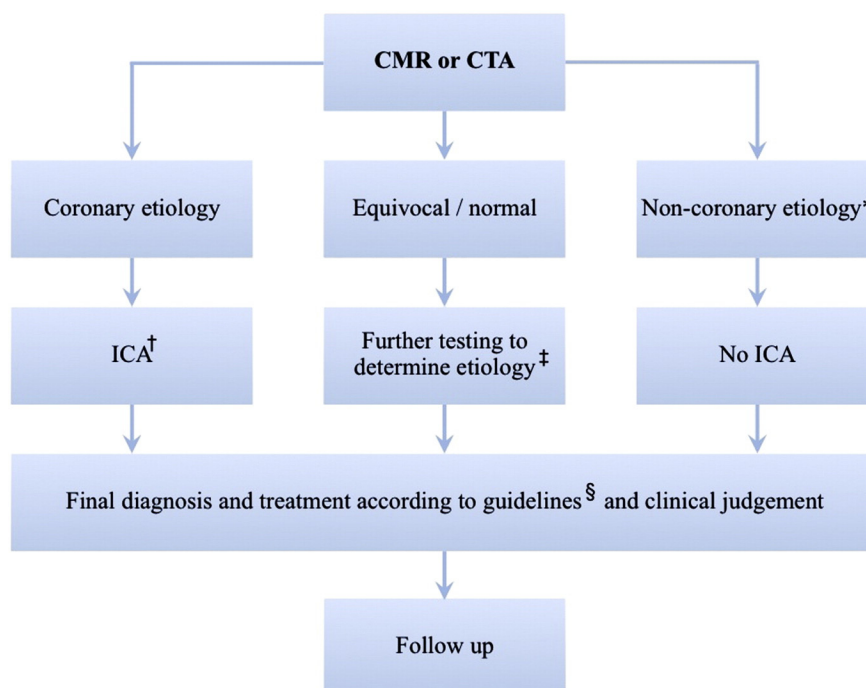 CMR or CTA
Coronary etiology
Equivocal / normal
Non-coronary etiology*
ICA†
Further testing to
determine etiology‡
No ICA
Final diagnosis and treatment according to guidelines§ and clinical judgement
Follow up